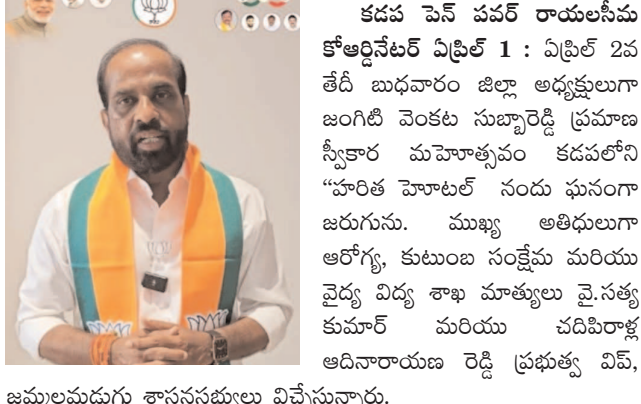 కడప పెన్ పవర్ రాయలసీమ
కోఆర్డినేటర్ ఏప్రిల్ 1 : ఏప్రిల్ 2వ
తేదీ బుధవారం జిల్లా అధ్యక్షులుగా
జంగిటి వెంకట సుబ్బారెడ్డి ప్రమాణ
స్వీకార మహెూత్సవం కడపలోని
“హరిత హెూటల్ నందు ఘనంగా
జరుగును. ముఖ్య అతిధులుగా
ఆరోగ్య, కుటుంబ సంక్షేమ మరియు
వైద్య విద్య శాఖ మాత్యులు వై.సత్య
కుమార్ మరియు చదిపిరాళ్ల
ఆదినారాయణ రెడ్డి ప్రభుత్వ విప్,
జమ్మలమడుగు శాసనసభ్యులు విచ్చేస్తున్నారు.